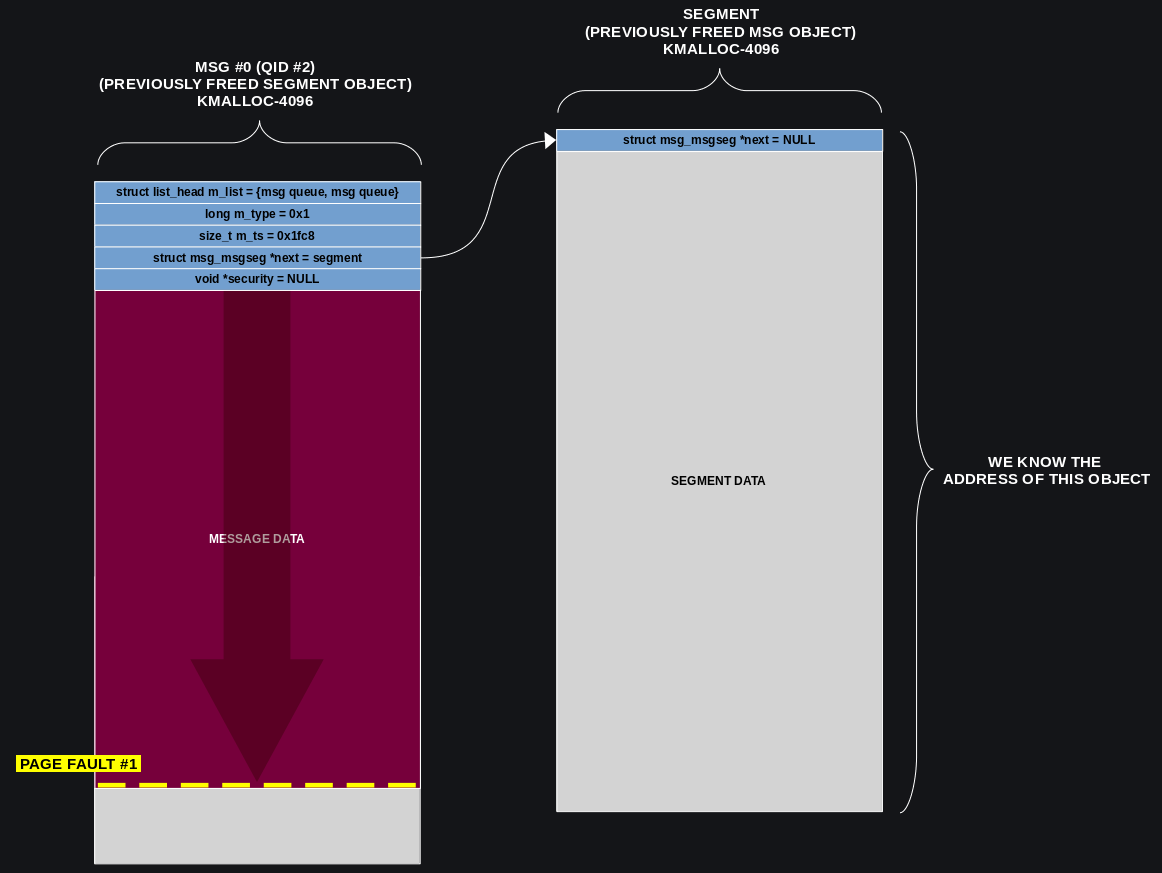 SEGMENT
(PREVIOUSLY FREED MSG OBJECT)
KMALLOC-4096
MSG #0 (QID #2)
(PREVIOUSLY FREED SEGMENT OBJECT)
KMALLOC-4096
struct msg_msgseg *next = NULL
struct list_head m_list = {msg queue, msg queue}
long m_type = 0x1
size_t m_ts = 0x1fc8
struct msg_msgseg *next = segment
void *security = NULL
SEGMENT DATA
WE KNOW THE
ADDRESS OF THIS OBJECT
MESSAGE DATA
PAGE FAULT #1